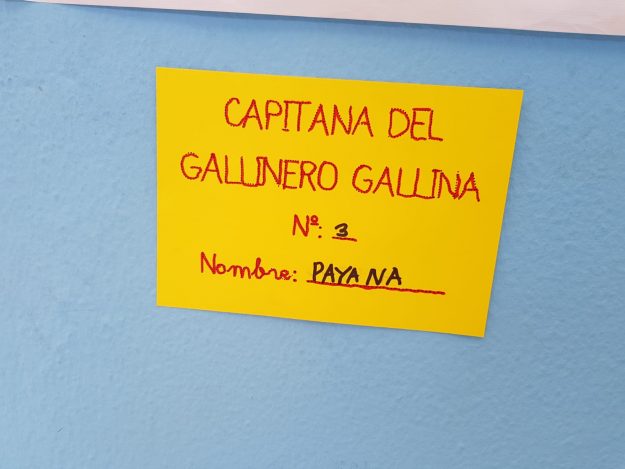 CAPITANA DEL
GALLINERO GALLINA
Nº: 3
Nombre: PAYANA